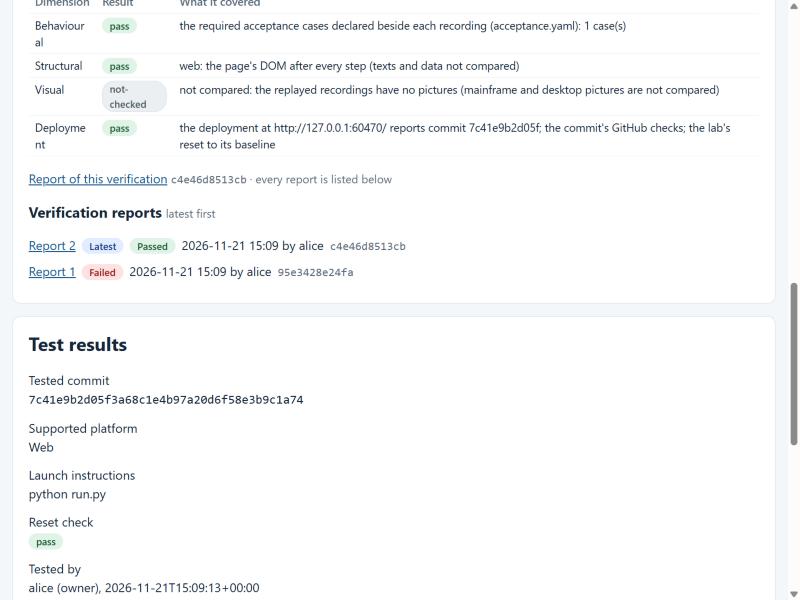 Dimension Result What it covered
Behaviour
al
pass
the required acceptance cases declared beside each recording (acceptance.yaml): 1 case(s)
Structural pass web: the page's DOM after every step (texts and data not compared)
Visual
not-
checked
not compared: the replayed recordings have no pictures (mainframe and desktop pictures are not compared)
Deployme
nt
pass
the deployment at http://127.0.0.1:60470/ reports commit 7c41e9b2d05f; the commit's GitHub checks; the lab's
reset to its baseline
Report of this verification c4e46d8513cb · every report is listed below
Verification reports latest first
Report 2 Latest Passed 2026-11-21 15:09 by alice c4e46d8513cb
Report 1 Failed 2026-11-21 15:09 by alice 95e3428e24fa
Test results
Tested commit
7c41e9b2d05f3a68c1e4b97a20d6f58e3b9c1a74
Supported platform
Web
Launch instructions
python run.py
Reset check
pass
Tested by
alice (owner), 2026-11-21T15:09:13+00:00